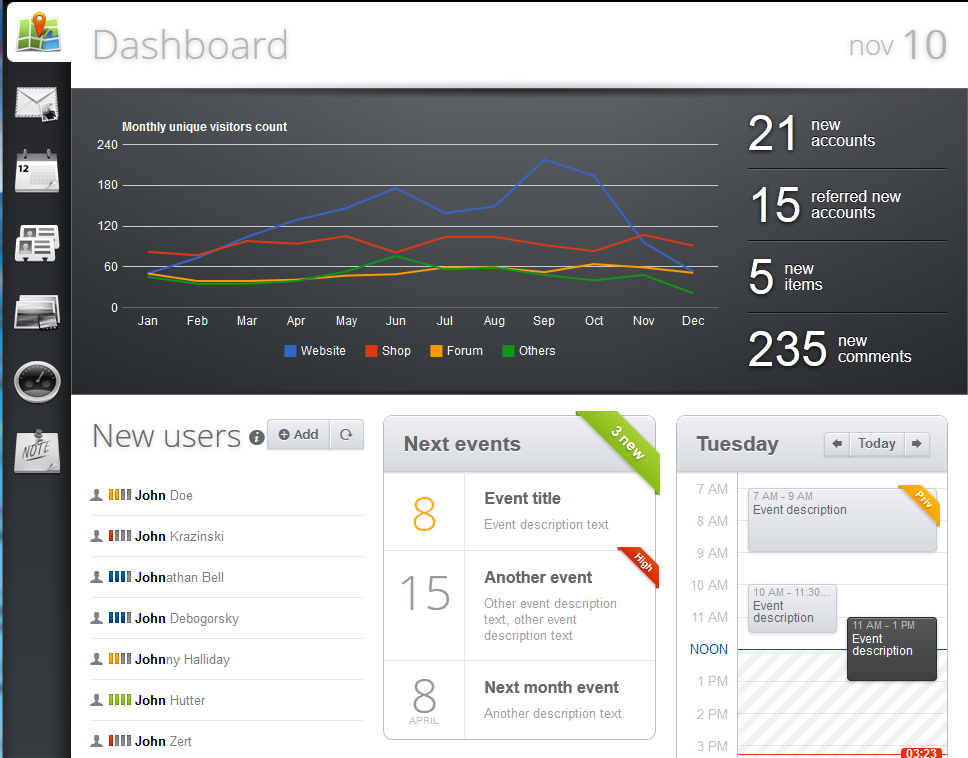 Dashboard
nov 10
Monthly unique visitors count
240
180
120
60
0
Jan Feb Mar Apr May Jun Jul Aug Sep Oct Nov Dec
Website Shop Forum Others
21 new
accounts
15 referred new
accounts
5 new
items
235 new
comments
12
NOTE
New users i Add
John Doe
John Krazinski
Johnathan Bell
John Debogorsky
Johnny Halliday
John Hutter
John Zert
Next events
3 new
8 Event title
Event description text
High
15 Another event
Other event description
text, other event
description text
8 Next month event
APRIL
Another description text
Tuesday Today
7 AM
8 AM
9 AM
10 AM
11 AM
NOON
1 PM
2 PM
3 PM
7 AM - 9 AM
Event description
Priv
10 AM - 11:30...
Event
description
11 AM - 1 PM
Event
description
03:23